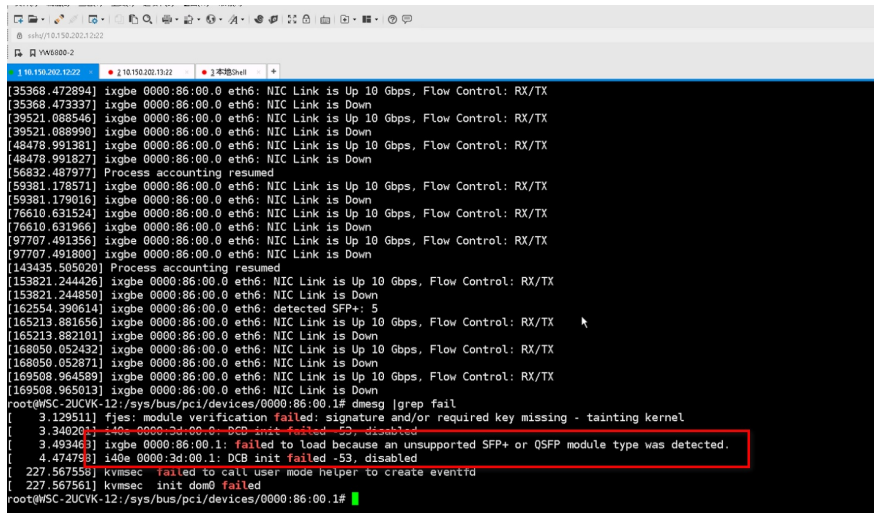 ssh://10.150.202.12:22
YW6800-2
1 10.150.202.12:22 × 2 10.150.202.13:22 × 3 本地Shell × +
[35368.472894] ixgbe 0000:86:00.0 eth6: NIC Link is Up 10 Gbps, Flow Control: RX/TX
[35368.473337] ixgbe 0000:86:00.0 eth6: NIC Link is Down
[39521.088546] ixgbe 0000:86:00.0 eth6: NIC Link is Up 10 Gbps, Flow Control: RX/TX
[39521.088990] ixgbe 0000:86:00.0 eth6: NIC Link is Down
[48478.991381] ixgbe 0000:86:00.0 eth6: NIC Link is Up 10 Gbps, Flow Control: RX/TX
[48478.991827] ixgbe 0000:86:00.0 eth6: NIC Link is Down
[56832.487977] Process accounting resumed
[59381.178571] ixgbe 0000:86:00.0 eth6: NIC Link is Up 10 Gbps, Flow Control: RX/TX
[59381.179016] ixgbe 0000:86:00.0 eth6: NIC Link is Down
[76610.631524] ixgbe 0000:86:00.0 eth6: NIC Link is Up 10 Gbps, Flow Control: RX/TX
[76610.631966] ixgbe 0000:86:00.0 eth6: NIC Link is Down
[97707.491356] ixgbe 0000:86:00.0 eth6: NIC Link is Up 10 Gbps, Flow Control: RX/TX
[97707.491800] ixgbe 0000:86:00.0 eth6: NIC Link is Down
[143435.505020] Process accounting resumed
[153821.244426] ixgbe 0000:86:00.0 eth6: NIC Link is Up 10 Gbps, Flow Control: RX/TX
[153821.244850] ixgbe 0000:86:00.0 eth6: NIC Link is Down
[162554.390614] ixgbe 0000:86:00.0 eth6: detected SFP+: 5
[165213.881656] ixgbe 0000:86:00.0 eth6: NIC Link is Up 10 Gbps, Flow Control: RX/TX
[165213.882101] ixgbe 0000:86:00.0 eth6: NIC Link is Down
[168050.052432] ixgbe 0000:86:00.0 eth6: NIC Link is Up 10 Gbps, Flow Control: RX/TX
[168050.052871] ixgbe 0000:86:00.0 eth6: NIC Link is Down
[169508.964589] ixgbe 0000:86:00.0 eth6: NIC Link is Up 10 Gbps, Flow Control: RX/TX
[169508.965013] ixgbe 0000:86:00.0 eth6: NIC Link is Down
root@WSC-2UCVK-12:/sys/bus/pci/devices/0000:86:00.1# dmesg |grep fail
[    3.129511] fjes: module verification failed: signature and/or required key missing - tainting kernel
[    3.340201] i40e 0000:3d:00.0: DCB init failed -53, disabled
[    3.493463] ixgbe 0000:86:00.1: failed to load because an unsupported SFP+ or QSFP module type was detected.
[    4.474798] i40e 0000:3d:00.1: DCB init failed -53, disabled
[  227.567558] kvmsec  failed to call user mode helper to create eventfd
[  227.567561] kvmsec  init dom0 failed
root@WSC-2UCVK-12:/sys/bus/pci/devices/0000:86:00.1#